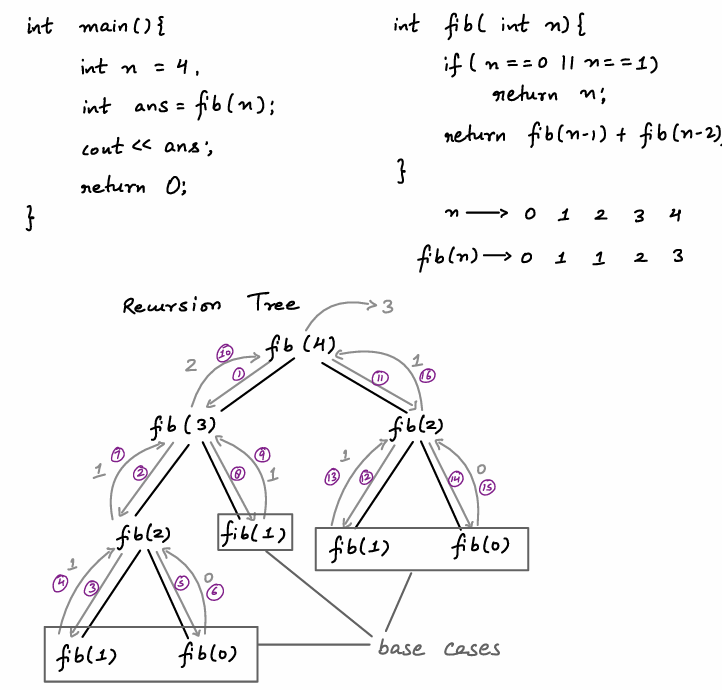 int main(){
int n = 4,
int ans = fib(n);
cout << ans;
return 0;
}
int fib( int n){
if( n==0 || n==1)
return n;
return fib(n-1) + fib(n-2),
}
n → 0 1 2 3 4
fib(n) → 0 1 1 2 3
Recursion Tree
3
fib (4)
2 10 1 11 1 16
fib (3) fib(2)
7 1 2 8 9 1 1 13 12 14 0 15
fib(2) fib(1) fib(1) fib(0)
1 4 3 5 0 6
fib(1) fib(0)
base cases